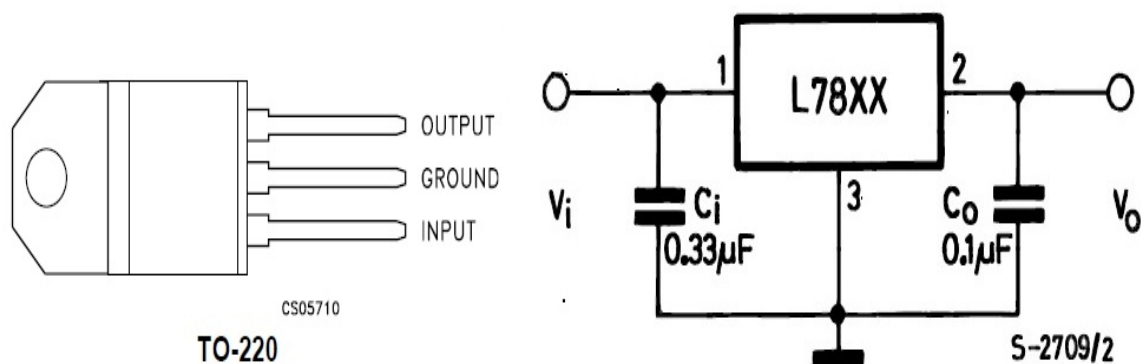 OUTPUT
GROUND
INPUT
CS05710
TO-220
1
L78XX
2
3
Vi
Ci
0.33μF
Co
0.1μF
Vo
S-2709/2